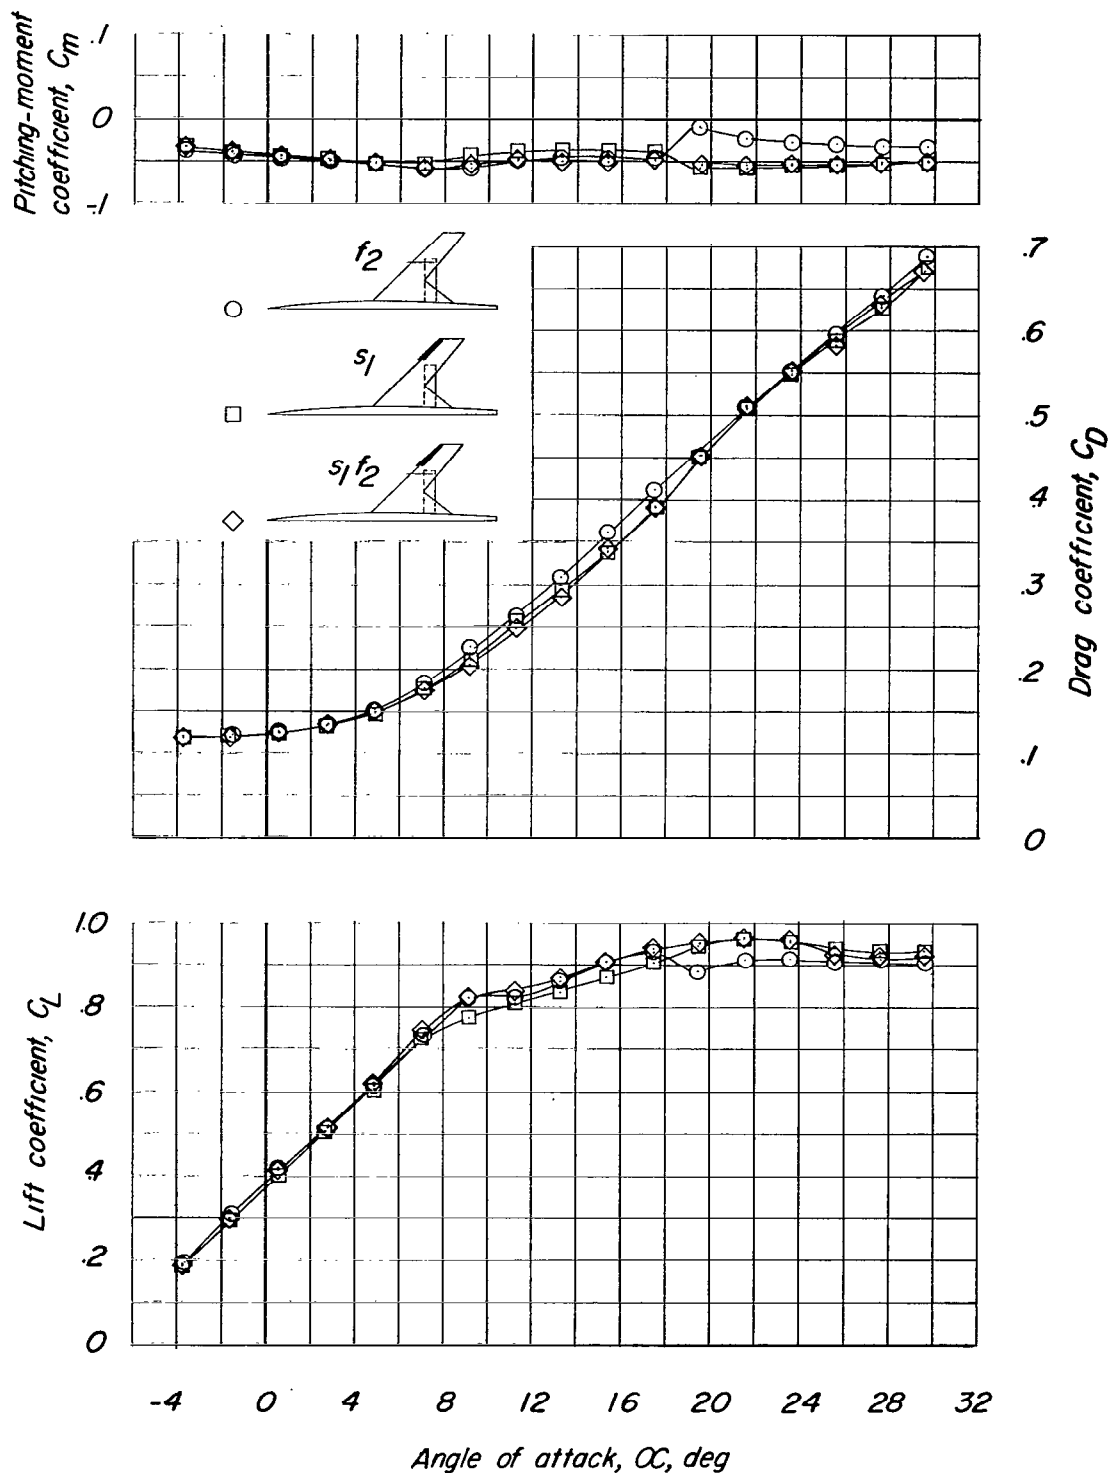 Pitching-moment
coefficient, Cm
.1
0
-.1
f2
s1
s1 f2
.7
.6
.5
.4
.3
.2
.1
0
Drag coefficient, CD
1.0
.8
.6
.4
.2
0
Lift coefficient, CL
-4 0 4 8 12 16 20 24 28 32
Angle of attack, α, deg